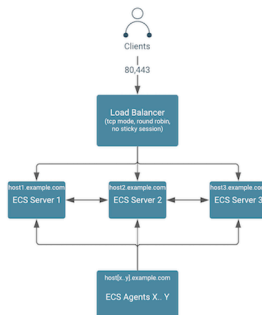 Clients
80,443
Load Balancer
(tcp mode, round robin,
no sticky session)
host1.example.com
ECS Server 1
host2.example.com
ECS Server 2
host3.example.com
ECS Server 3
host[x..y].example.com
ECS Agents X.. Y